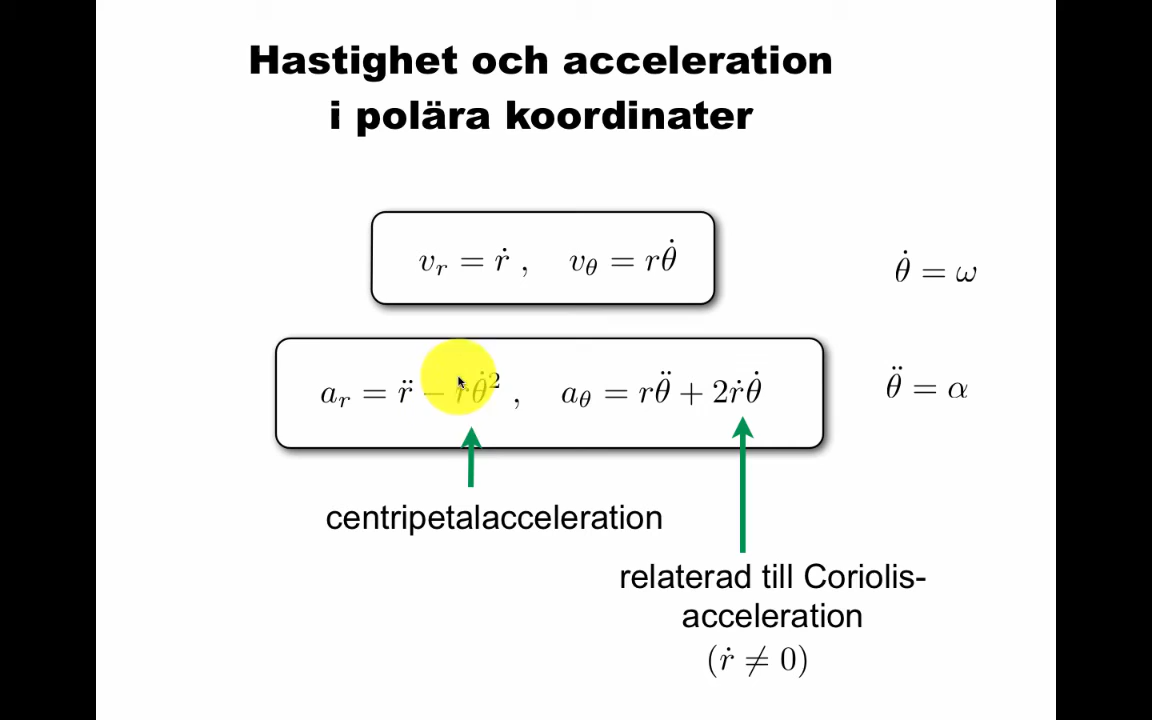 Hastighet och acceleration
i polära koordinater
v_r = ṙ , v_θ = rθ̇
θ̇ = ω
a_r = r̈ − rθ̇² , a_θ = rθ̈ + 2ṙθ̇
θ̈ = α
centripetalacceleration
relaterad till Coriolis-
acceleration
(ṙ ≠ 0)